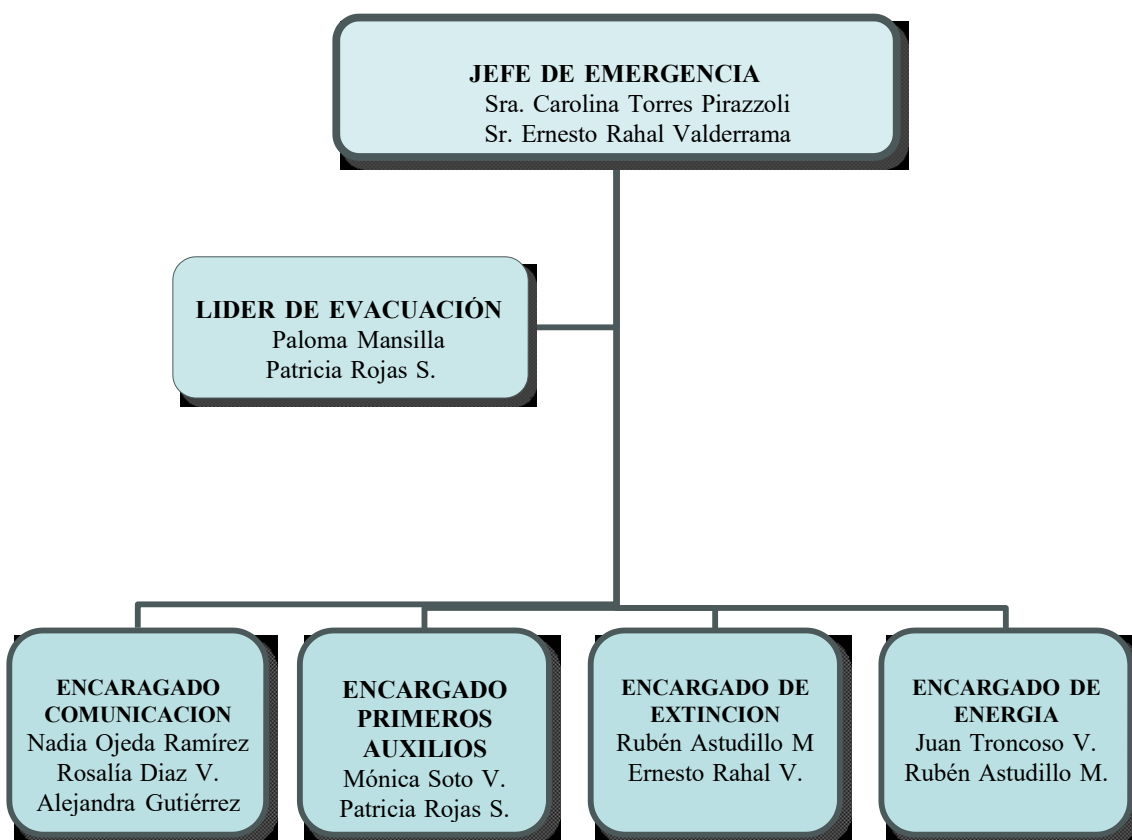 JEFE DE EMERGENCIA
Sra. Carolina Torres Pirazzoli
Sr. Ernesto Rahal Valderrama
LIDER DE EVACUACIÓN
Paloma Mansilla
Patricia Rojas S.
ENCARAGADO
COMUNICACION
Nadia Ojeda Ramírez
Rosalía Diaz V.
Alejandra Gutiérrez
ENCARGADO
PRIMEROS
AUXILIOS
Mónica Soto V.
Patricia Rojas S.
ENCARGADO DE
EXTINCION
Rubén Astudillo M
Ernesto Rahal V.
ENCARGADO DE
ENERGIA
Juan Troncoso V.
Rubén Astudillo M.